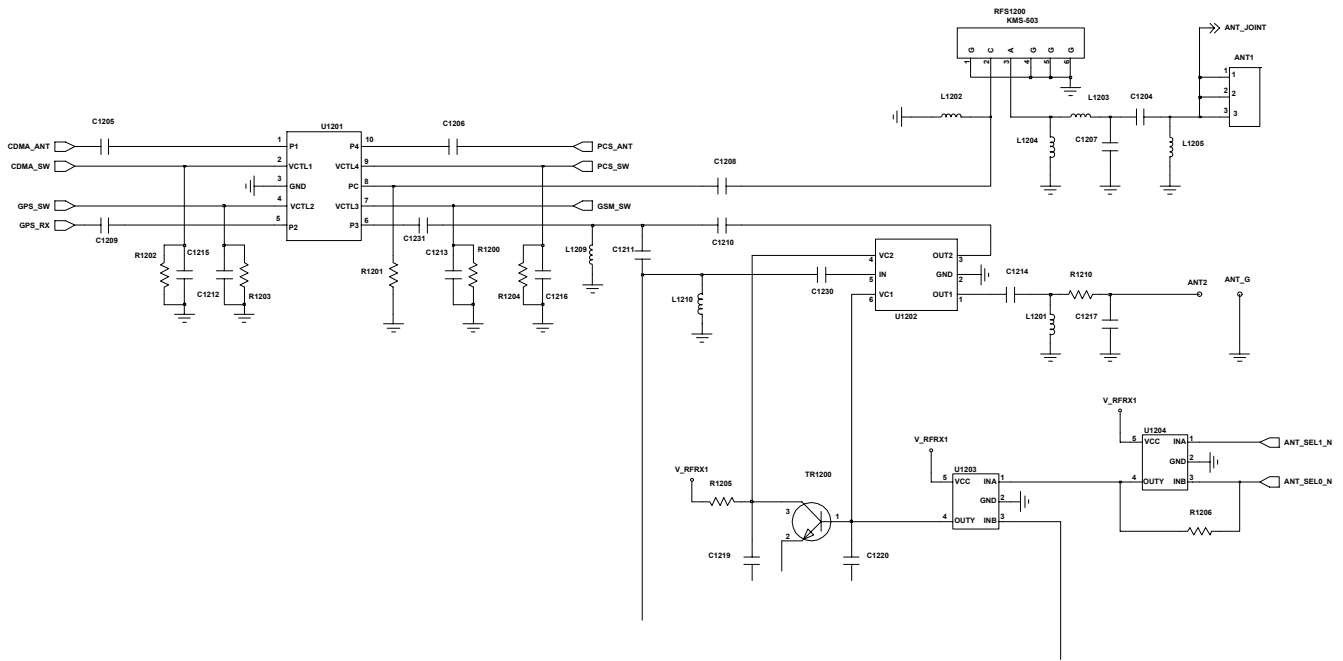 RFS1200
KMS-503
G C A G G G
1 2 3 4 5 6
ANT_JOINT
ANT1
1 1
2 2
3 3
L1202
L1203
C1204
L1204
C1207
L1205
C1205
U1201
C1206
CDMA_ANT
1 P1
P4 10
PCS_ANT
CDMA_SW
2 VCTL1
VCTL4 9
PCS_SW
3 GND
PC 8
C1208
GPS_SW
4 VCTL2
VCTL3 7
GSM_SW
GPS_RX
5 P2
P3 6
C1209
C1231
C1210
R1202
C1215
C1212
R1203
R1201
C1213
R1200
R1204
C1216
L1209
C1211
L1210
C1230
4 VC2
OUT2 3
5 IN
GND 2
6 VC1
OUT1 1
U1202
C1214
R1210
ANT2
ANT_G
L1201
C1217
V_RFRX1
U1204
5 VCC
INA 1
ANT_SEL1_N
GND 2
4 OUTY
INB 3
ANT_SEL0_N
R1206
V_RFRX1
U1203
5 VCC
INA 1
GND 2
4 OUTY
INB 3
V_RFRX1
R1205
TR1200
3
1
2
C1219
C1220